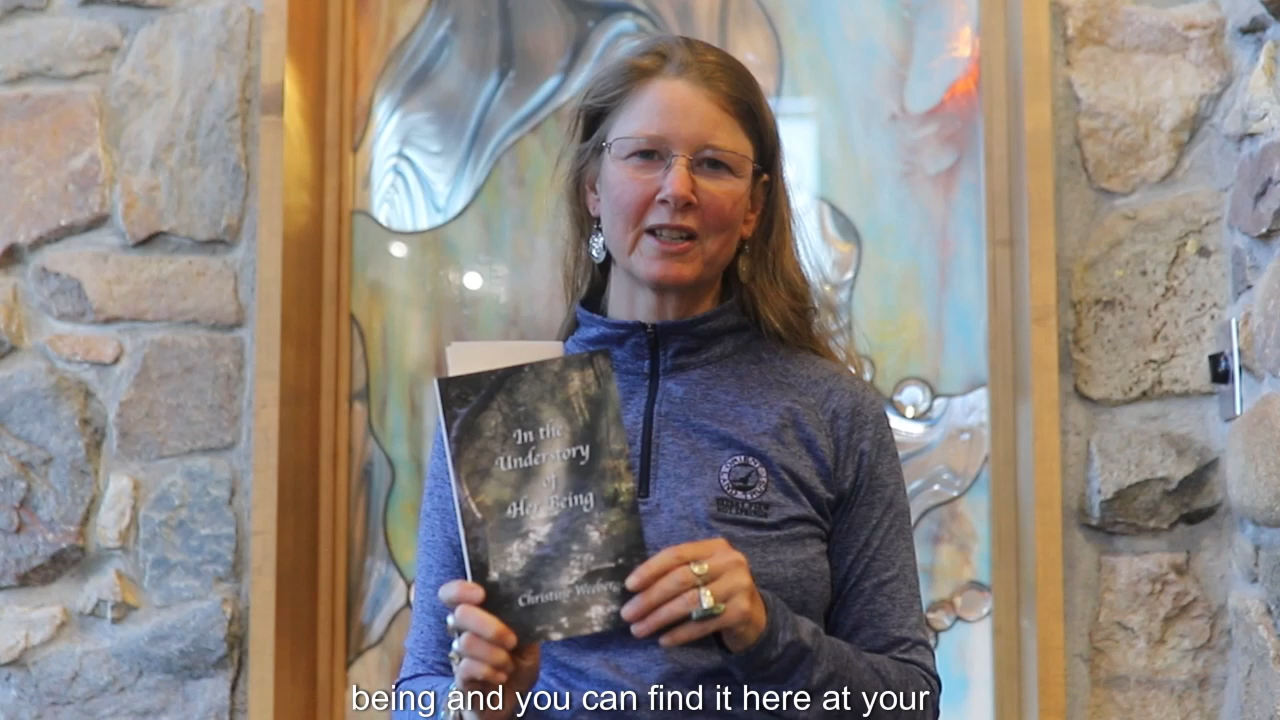 In the
Understory
of
Her Being
Christine Weeber
being and you can find it here at your